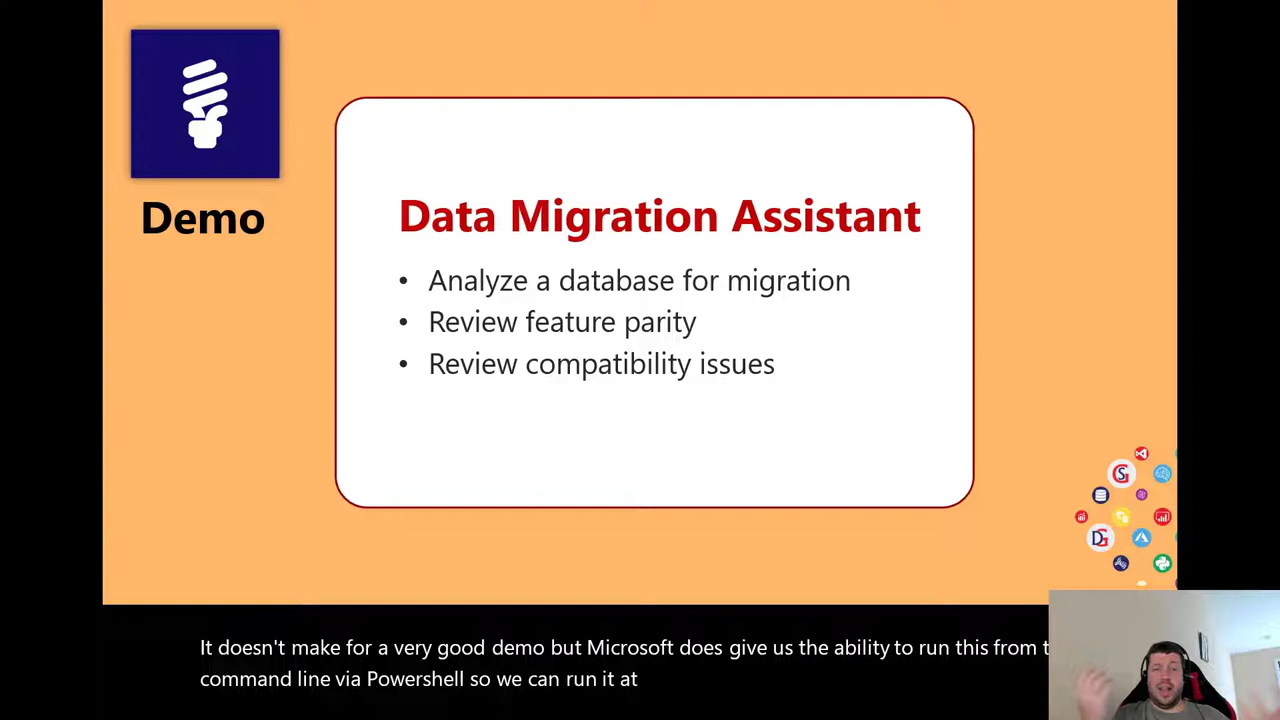 Demo
Data Migration Assistant
• Analyze a database for migration
• Review feature parity
• Review compatibility issues
It doesn't make for a very good demo but Microsoft does give us the ability to run this from
command line via Powershell so we can run it at